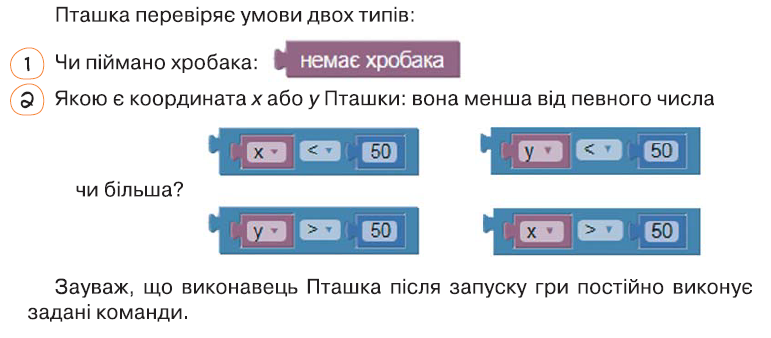 Пташка перевіряє умови двох типів:
1 Чи піймано хробака: немає хробака
2 Якою є координата x або y Пташки: вона менша від певного числа
x < 50 y < 50
чи більша?
y > 50 x > 50
Зауваж, що виконавець Пташка після запуску гри постійно виконує
задані команди.